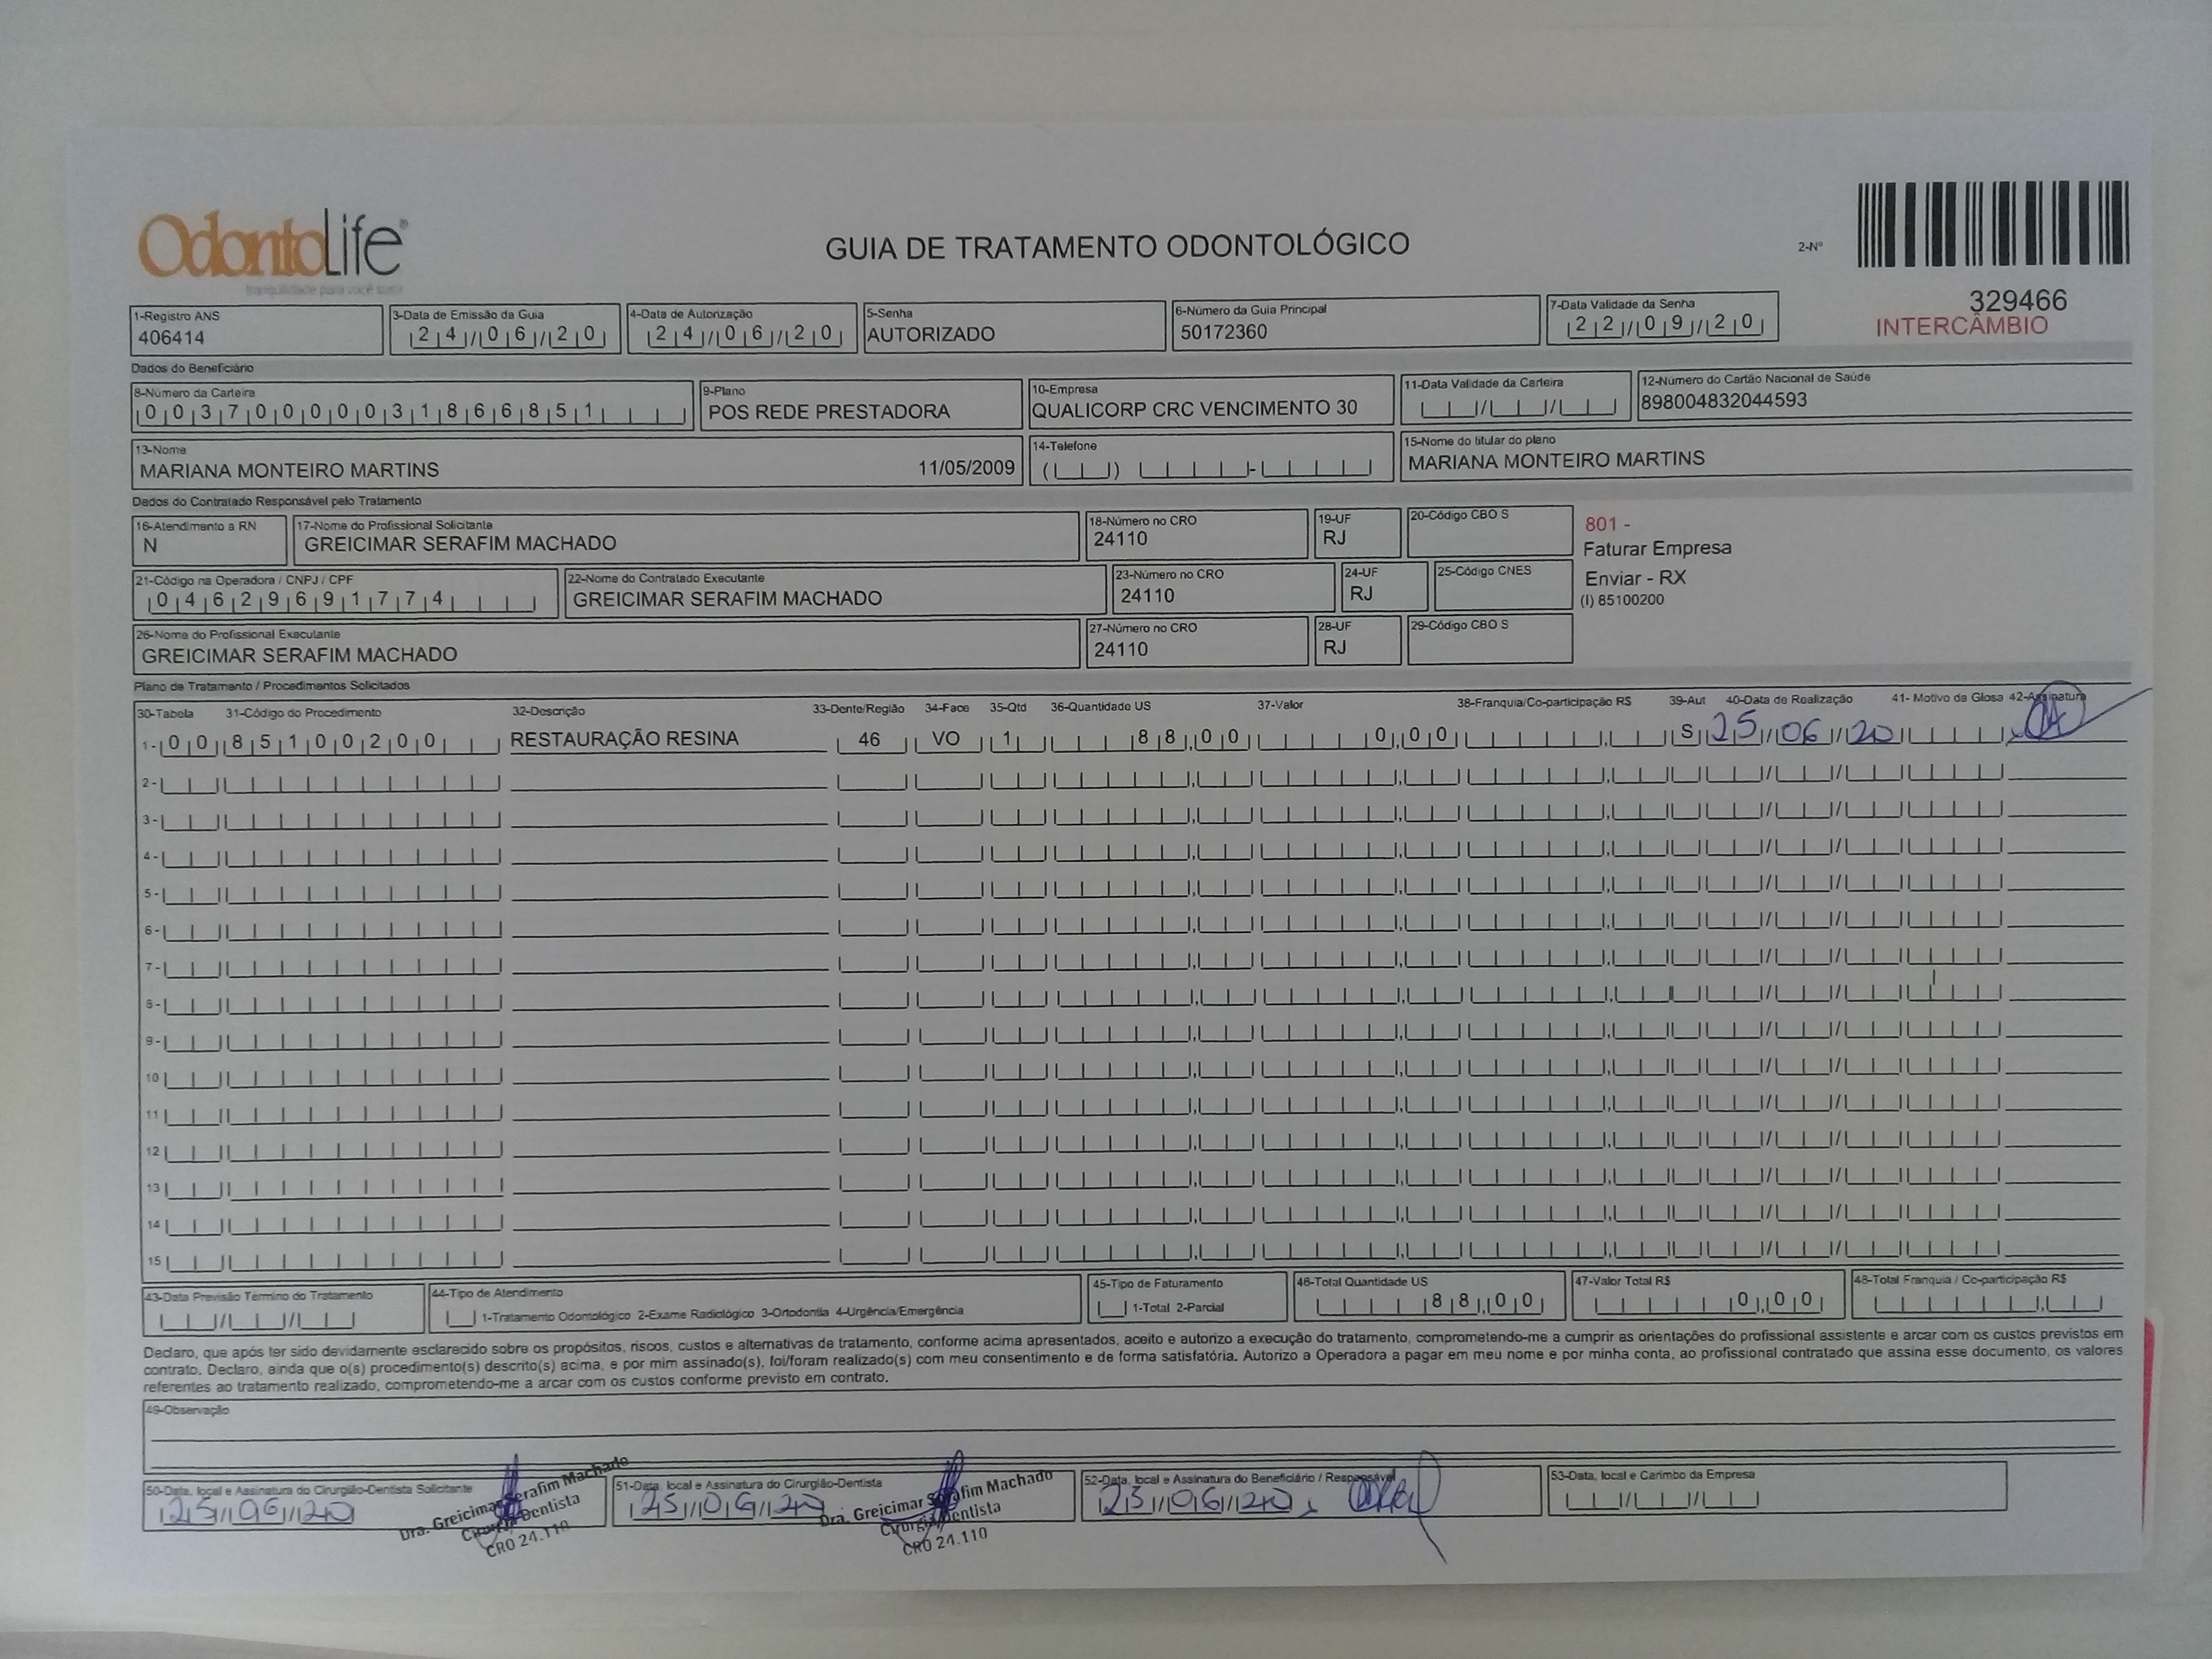 OdontoLife®
tranquilidade para você sorrir
GUIA DE TRATAMENTO ODONTOLÓGICO
2-Nº
329466
INTERCÂMBIO
1-Registro ANS
406414
3-Data de Emissão da Guia
24/06/20
4-Data de Autorização
24/06/20
5-Senha
AUTORIZADO
6-Número da Guia Principal
50172360
7-Data Validade da Senha
22/09/20
Dados do Beneficiário
8-Número da Carteira
00370000031866851
9-Plano
POS REDE PRESTADORA
10-Empresa
QUALICORP CRC VENCIMENTO 30
11-Data Validade da Carteira
12-Número do Cartão Nacional de Saúde
898004832044593
13-Nome
MARIANA MONTEIRO MARTINS 11/05/2009
14-Telefone
15-Nome do titular do plano
MARIANA MONTEIRO MARTINS
Dados do Contratado Responsável pelo Tratamento
16-Atendimento a RN
N
17-Nome do Profissional Solicitante
GREICIMAR SERAFIM MACHADO
18-Número no CRO
24110
19-UF
RJ
20-Código CBO S
801 -
Faturar Empresa
Enviar - RX
(I) 85100200
21-Código na Operadora / CNPJ / CPF
04629691774
22-Nome do Contratado Executante
GREICIMAR SERAFIM MACHADO
23-Número no CRO
24110
24-UF
RJ
25-Código CNES
26-Nome do Profissional Executante
GREICIMAR SERAFIM MACHADO
27-Número no CRO
24110
28-UF
RJ
29-Código CBO S
Plano de Tratamento / Procedimentos Solicitados
30-Tabela 31-Código do Procedimento 32-Descrição 33-Dente/Região 34-Face 35-Qtd 36-Quantidade US 37-Valor 38-Franquia/Co-participação R$ 39-Aut 40-Data de Realização 41- Motivo da Glosa 42-Assinatura
1- 00 85100200 RESTAURAÇÃO RESINA 46 VO 1 88,00 0,00 S 25/06/20
2-
3-
4-
5-
6-
7-
8-
9-
10
11
12
13
14
15
43-Data Previsão Término do Tratamento
44-Tipo de Atendimento
1-Tratamento Odontológico 2-Exame Radiológico 3-Ortodontia 4-Urgência/Emergência
45-Tipo de Faturamento
1-Total 2-Parcial
46-Total Quantidade US
88,00
47-Valor Total R$
0,00
48-Total Franquia / Co-participação R$
Declaro, que após ter sido devidamente esclarecido sobre os propósitos, riscos, custos e alternativas de tratamento, conforme acima apresentados, aceito e autorizo a execução do tratamento, comprometendo-me a cumprir as orientações do profissional assistente e arcar com os custos previstos em
contrato. Declaro, ainda que o(s) procedimento(s) descrito(s) acima, e por mim assinado(s), foi/foram realizado(s) com meu consentimento e de forma satisfatória. Autorizo a Operadora a pagar em meu nome e por minha conta, ao profissional contratado que assina esse documento, os valores
referentes ao tratamento realizado, comprometendo-me a arcar com os custos conforme previsto em contrato.
49-Observação
50-Data, local e Assinatura do Cirurgião-Dentista Solicitante
25/06/20
Dra. Greicimar Serafim Machado
Cirurgiã Dentista
CRO 24.110
51-Data, local e Assinatura do Cirurgião-Dentista
25/06/20
Dra. Greicimar Serafim Machado
Cirurgiã Dentista
CRO 24.110
52-Data, local e Assinatura do Beneficiário / Responsável
25/06/20
53-Data, local e Carimbo da Empresa